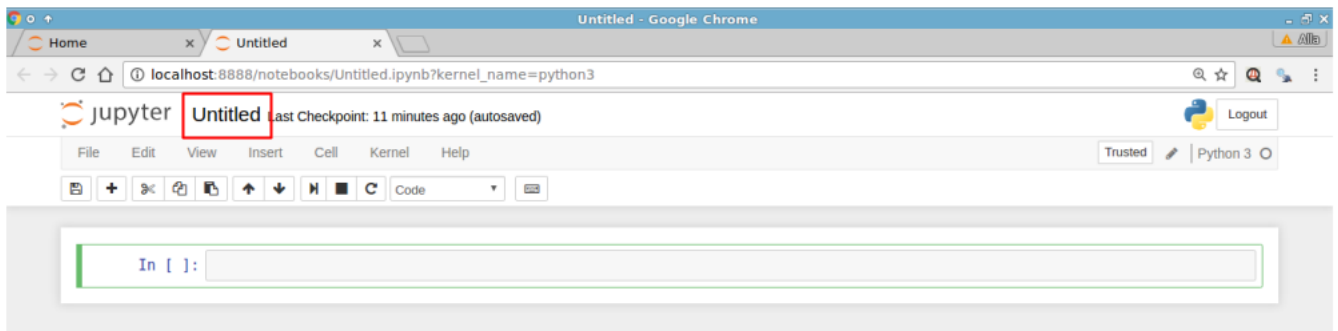 Untitled - Google Chrome
Home Untitled Alla
localhost:8888/notebooks/Untitled.ipynb?kernel_name=python3
jupyter Untitled Last Checkpoint: 11 minutes ago (autosaved) Logout
File Edit View Insert Cell Kernel Help Trusted Python 3
Code
In [ ]: